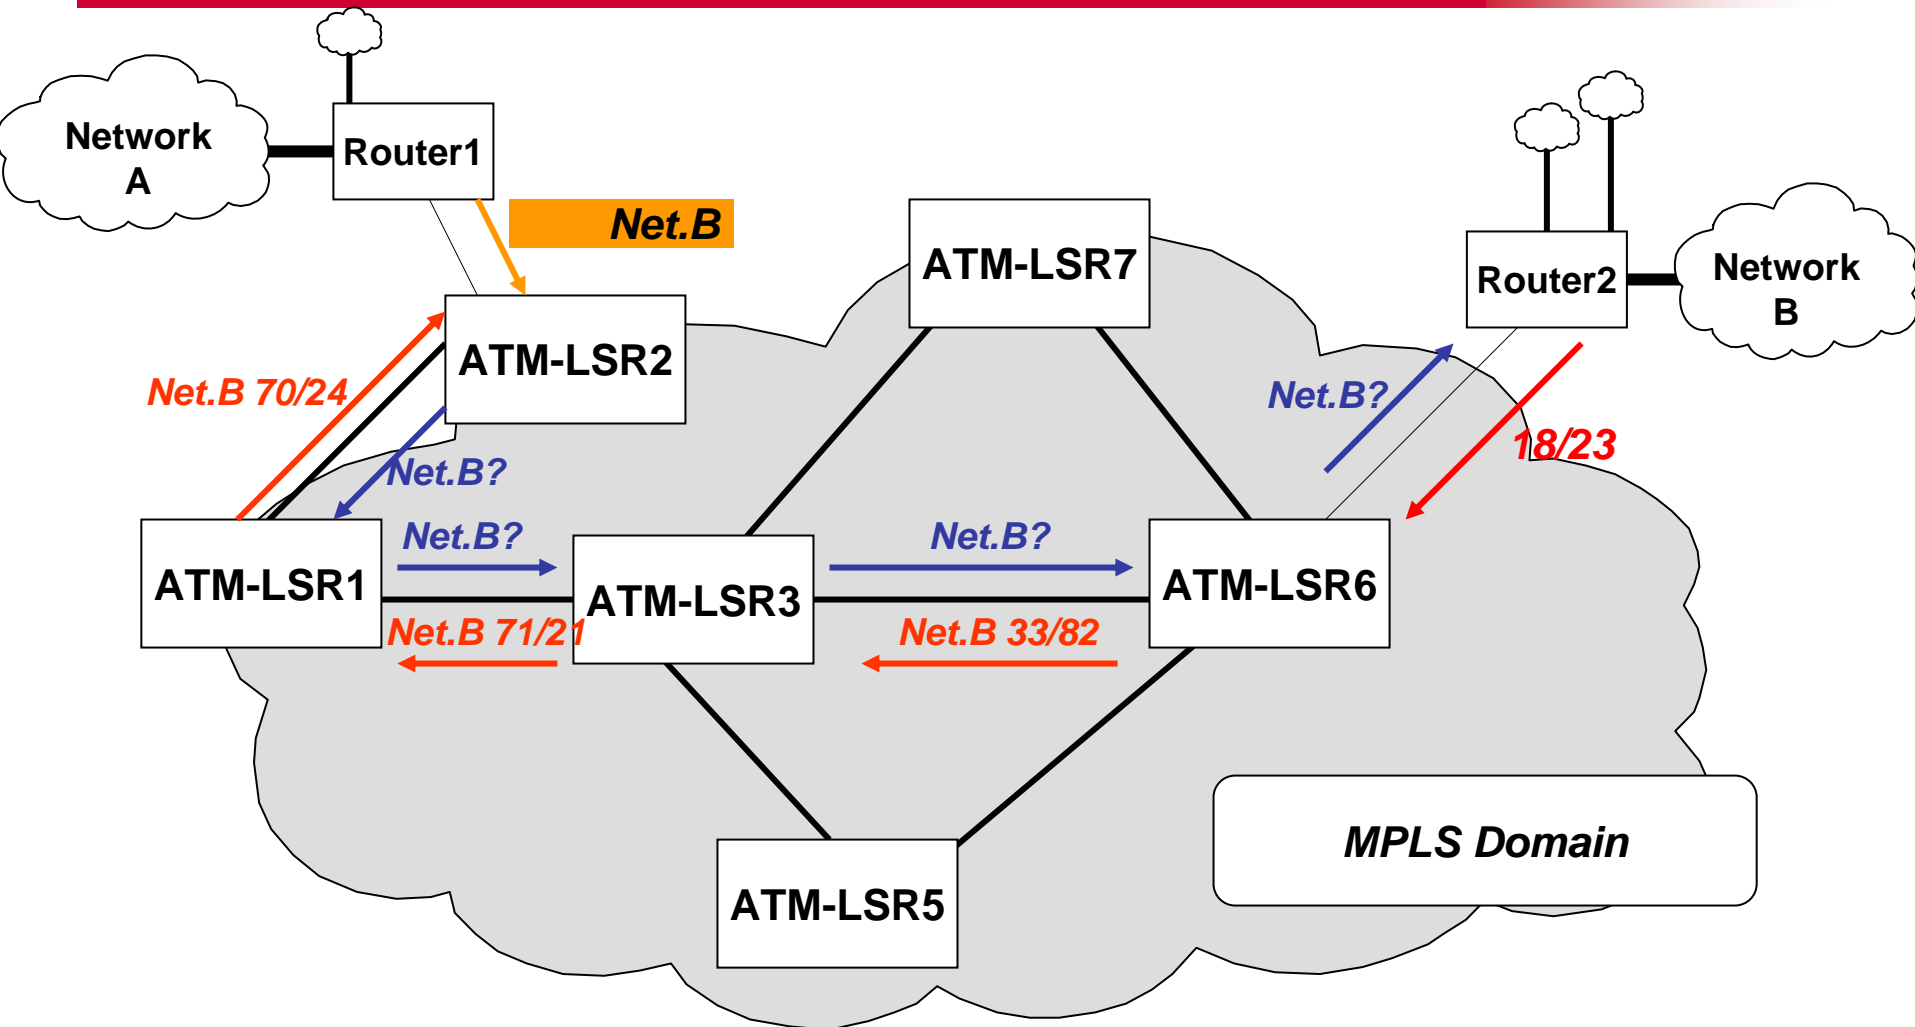 Network
A
Router1
Net.B
ATM-LSR7
Router2
Network
B
ATM-LSR2
Net.B 70/24
Net.B?
Net.B?
18/23
Net.B?
Net.B?
ATM-LSR1
ATM-LSR3
ATM-LSR6
Net.B 71/21
Net.B 33/82
MPLS Domain
ATM-LSR5